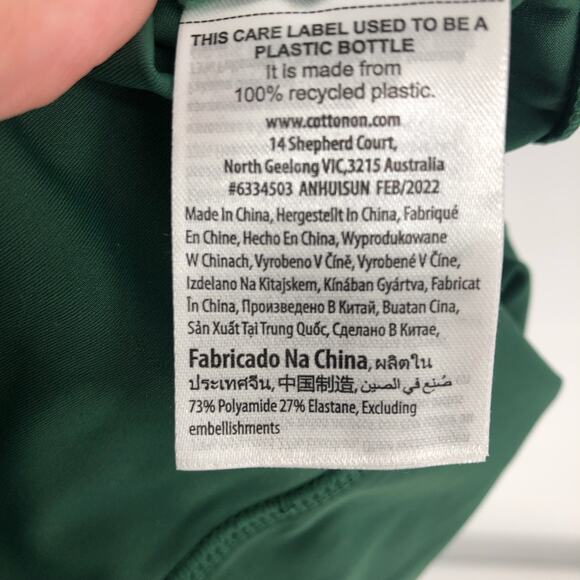 THIS CARE LABEL USED TO BE A
PLASTIC BOTTLE
It is made from
100% recycled plastic.
www.cottonon.com
14 Shepherd Court,
North Geelong VIC,3215 Australia
#6334503 ANHUISUN FEB/2022
Made In China, Hergestellt In China, Fabriqué
En Chine, Hecho En China, Wyprodukowane
W Chinach, Vyrobeno V Číně, Vyrobené V Číne,
Izdelano Na Kitajskem, Kínában Gyártva, Fabricat
În China, Произведено В Китай, Buatan Cina,
Sản Xuất Tại Trung Quốc, Сделано В Китае,
Fabricado Na China, ผลิตใน
ประเทศจีน, 中国制造, صُنع في الصين
73% Polyamide 27% Elastane, Excluding
embellishments